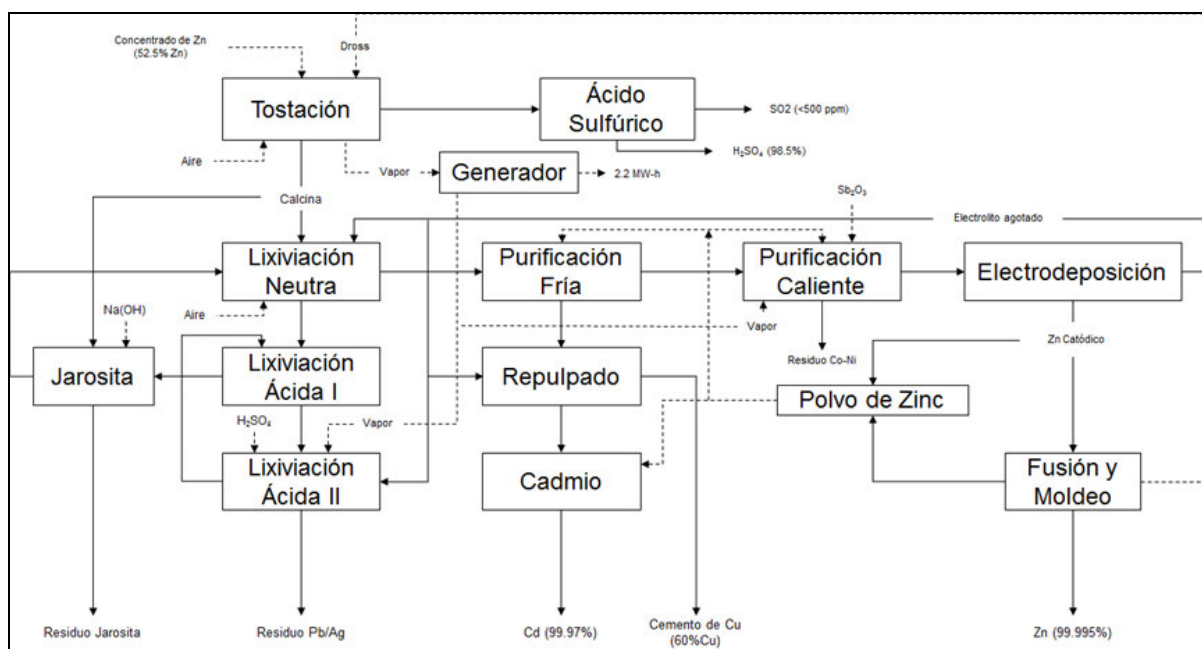 Concentrado de Zn
(52.5% Zn)
Dross
Tostación
Ácido
Sulfúrico
SO2 (<500 ppm)
H₂SO₄ (98.5%)
Aire
Vapor
Generador
2.2 MW-h
Calcina
Sb₂O₃
Electrolito agotado
Lixiviación
Neutra
Purificación
Fría
Purificación
Caliente
Electrodeposición
Na(OH)
Aire
Vapor
Zn Catódico
Residuo Co-Ni
Jarosita
Lixiviación
Ácida I
Repulpado
Polvo de Zinc
H₂SO₄
Vapor
Lixiviación
Ácida II
Cadmio
Fusión y
Moldeo
Residuo Jarosita
Residuo Pb/Ag
Cd (99.97%)
Cemento de Cu
(60%Cu)
Zn (99.995%)